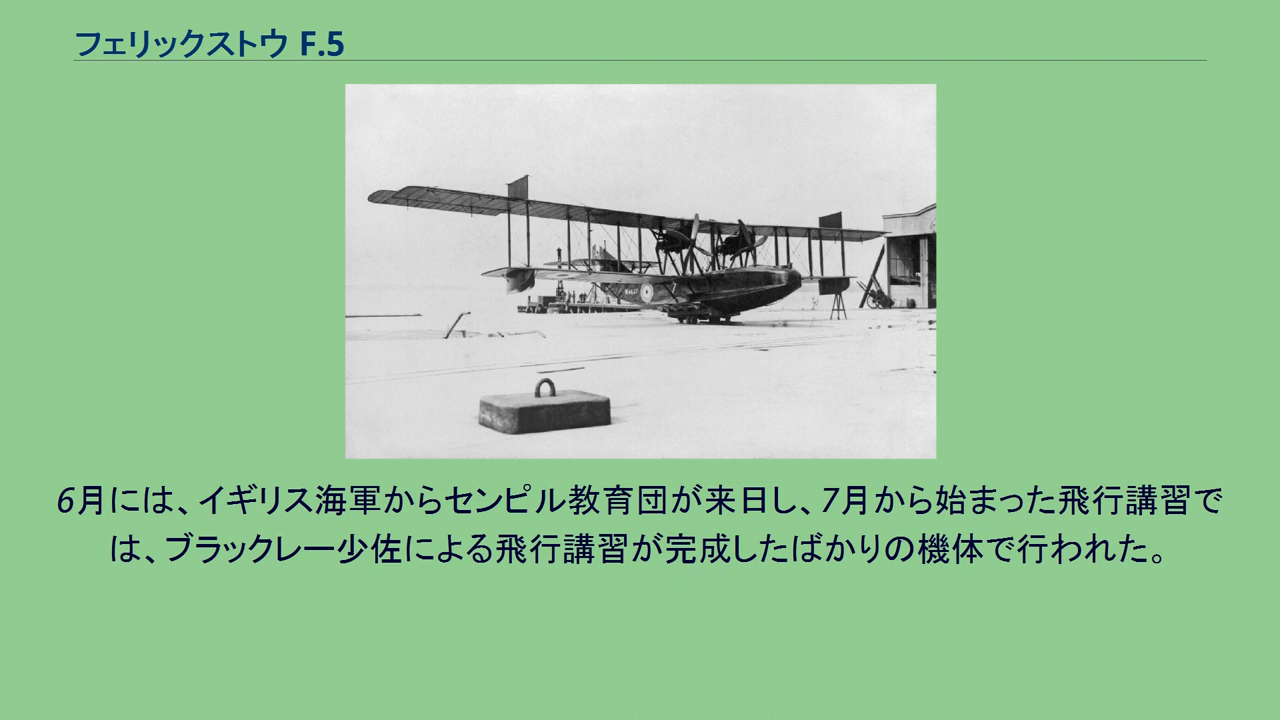 フェリックストウ F.5
6月には、イギリス海軍からセンピル教育団が来日し、7月から始まった飛行講習で
は、ブラックレー少佐による飛行講習が完成したばかりの機体で行われた。